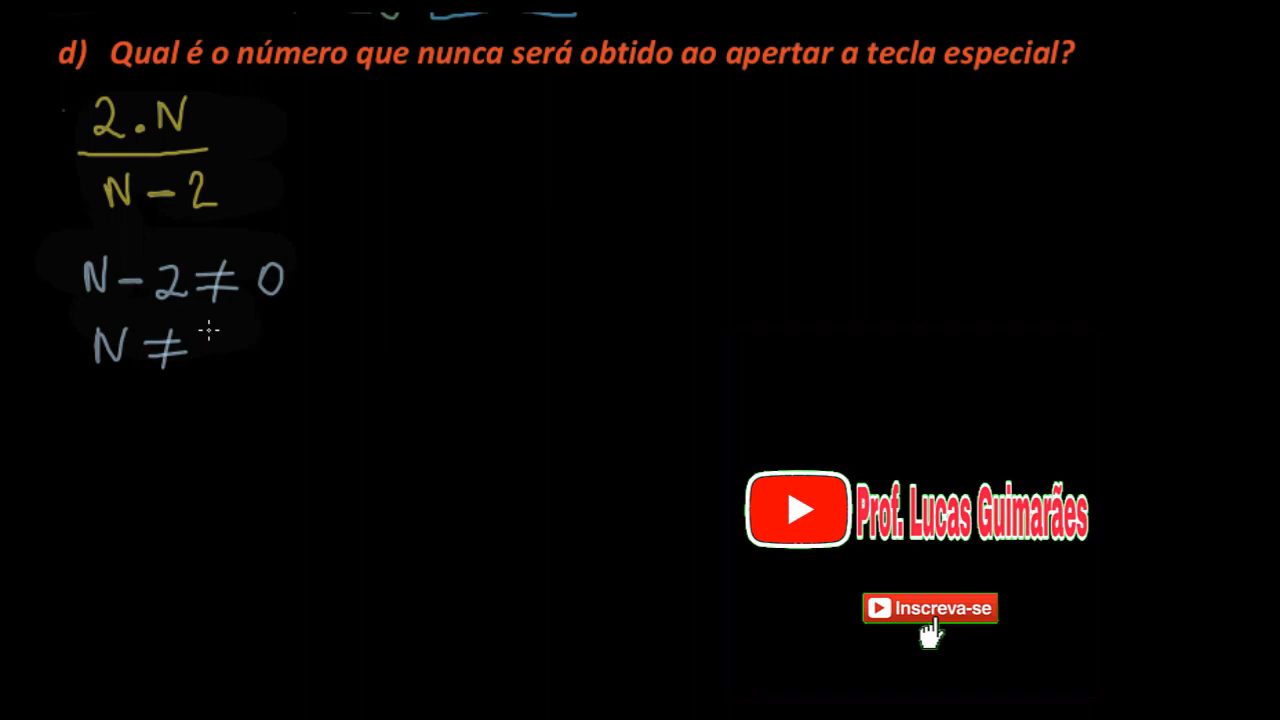 d) Qual é o número que nunca será obtido ao apertar a tecla especial?
2.N
N-2
N-2≠0
N≠
Prof. Lucas Guimarães
Inscreva-se